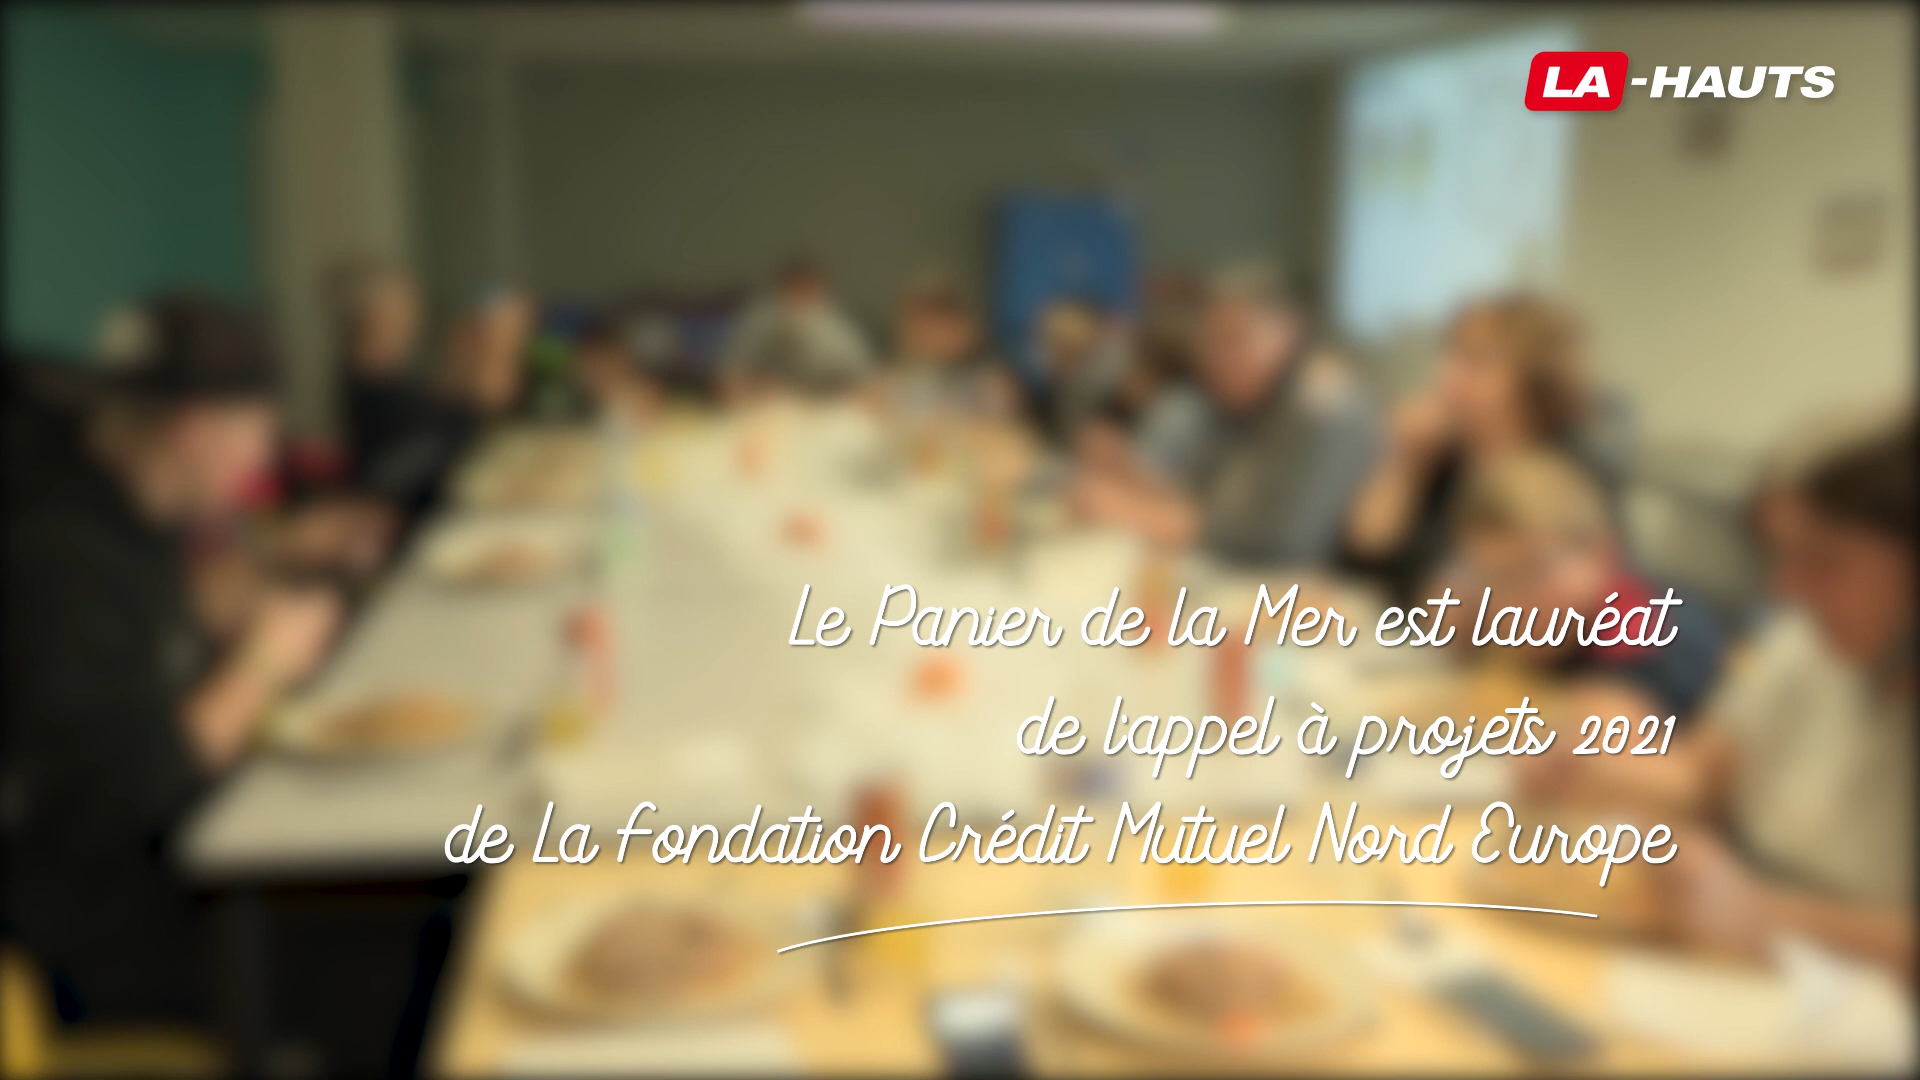 LA-HAUTS
Le Panier de la Mer est lauréat
de l'appel à projets 2021
de La Fondation Crédit Mutuel Nord Europe